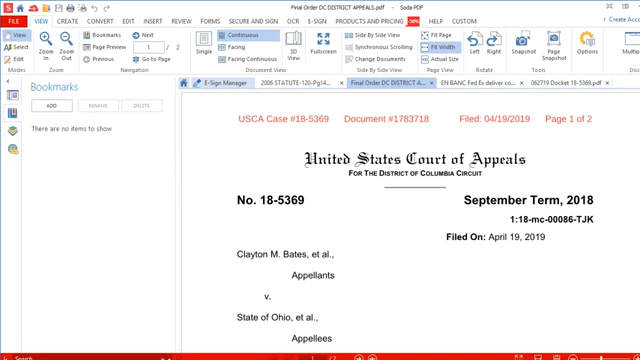 Final Order DC DISTRICT APPEALS.pdf - Soda PDF
FILE VIEW CREATE AND CONVERT EDIT INSERT REVIEW FORMS SECURE AND SIGN OCR E-SIGN PRODUCTS AND PRICING HELP CUSTOM
View
Select
Edit
Modes
Zoom In
Zoom Out
Zoom
Bookmarks
Page Preview
Previous
Next
1 / 2
Go to Page
Navigation
Single
Continuous
Facing
Continuous Facing
Document View
Fullscreen
Side By Side View
Synchronous Scrolling
Change Documents
Side By Side View
Fit Page
Fit Width
Actual Size
Page View
Left
Right
Rotate
Options
Snapshot
Tools
E-Sign Manager
2006 STATUTE-120-Pg14...
Final Order DC DISTRICT A...
EN BANC Fed Ex deliver co...
062719 Docket 18-5369.pdf
Bookmarks
ADD RENAME DELETE
There are no items to show
USCA Case #18-5369 Document #1783718 Filed: 04/19/2019 Page 1 of 2
United States Court of Appeals
FOR THE DISTRICT OF COLUMBIA CIRCUIT
No. 18-5369 September Term, 2018
1:18-mc-00086-TJK
Filed On: April 19, 2019
Clayton M. Bates, et al.,
Appellants
v.
State of Ohio, et al.,
Appellees
Search